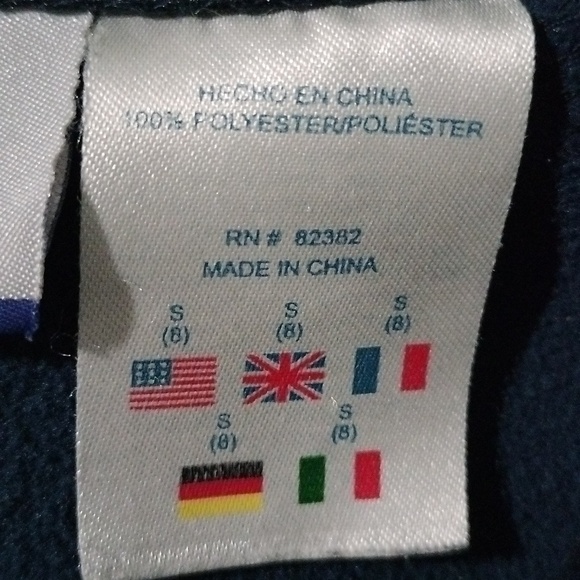 HECHO EN CHINA
100% POLYESTER/POLIÉSTER
RN # 82382
MADE IN CHINA
S S S
(8) (8) (8)
S S
(8) (8)